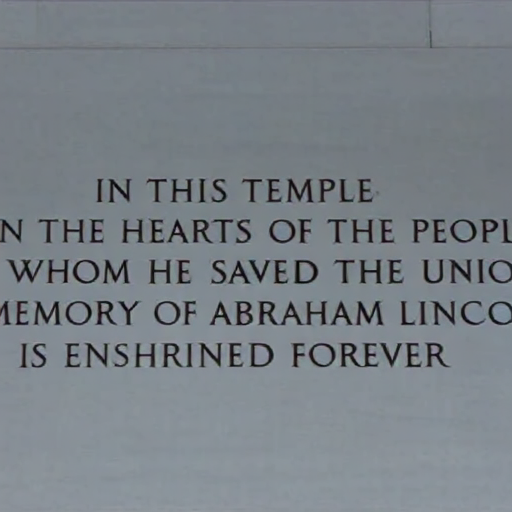 IN THIS TEMPLE
N THE HEARTS OF THE PEOPL
WHOM HE SAVED THE UNIO
MEMORY OF ABRAHAM LINCO
IS ENSHRINED FOREVER